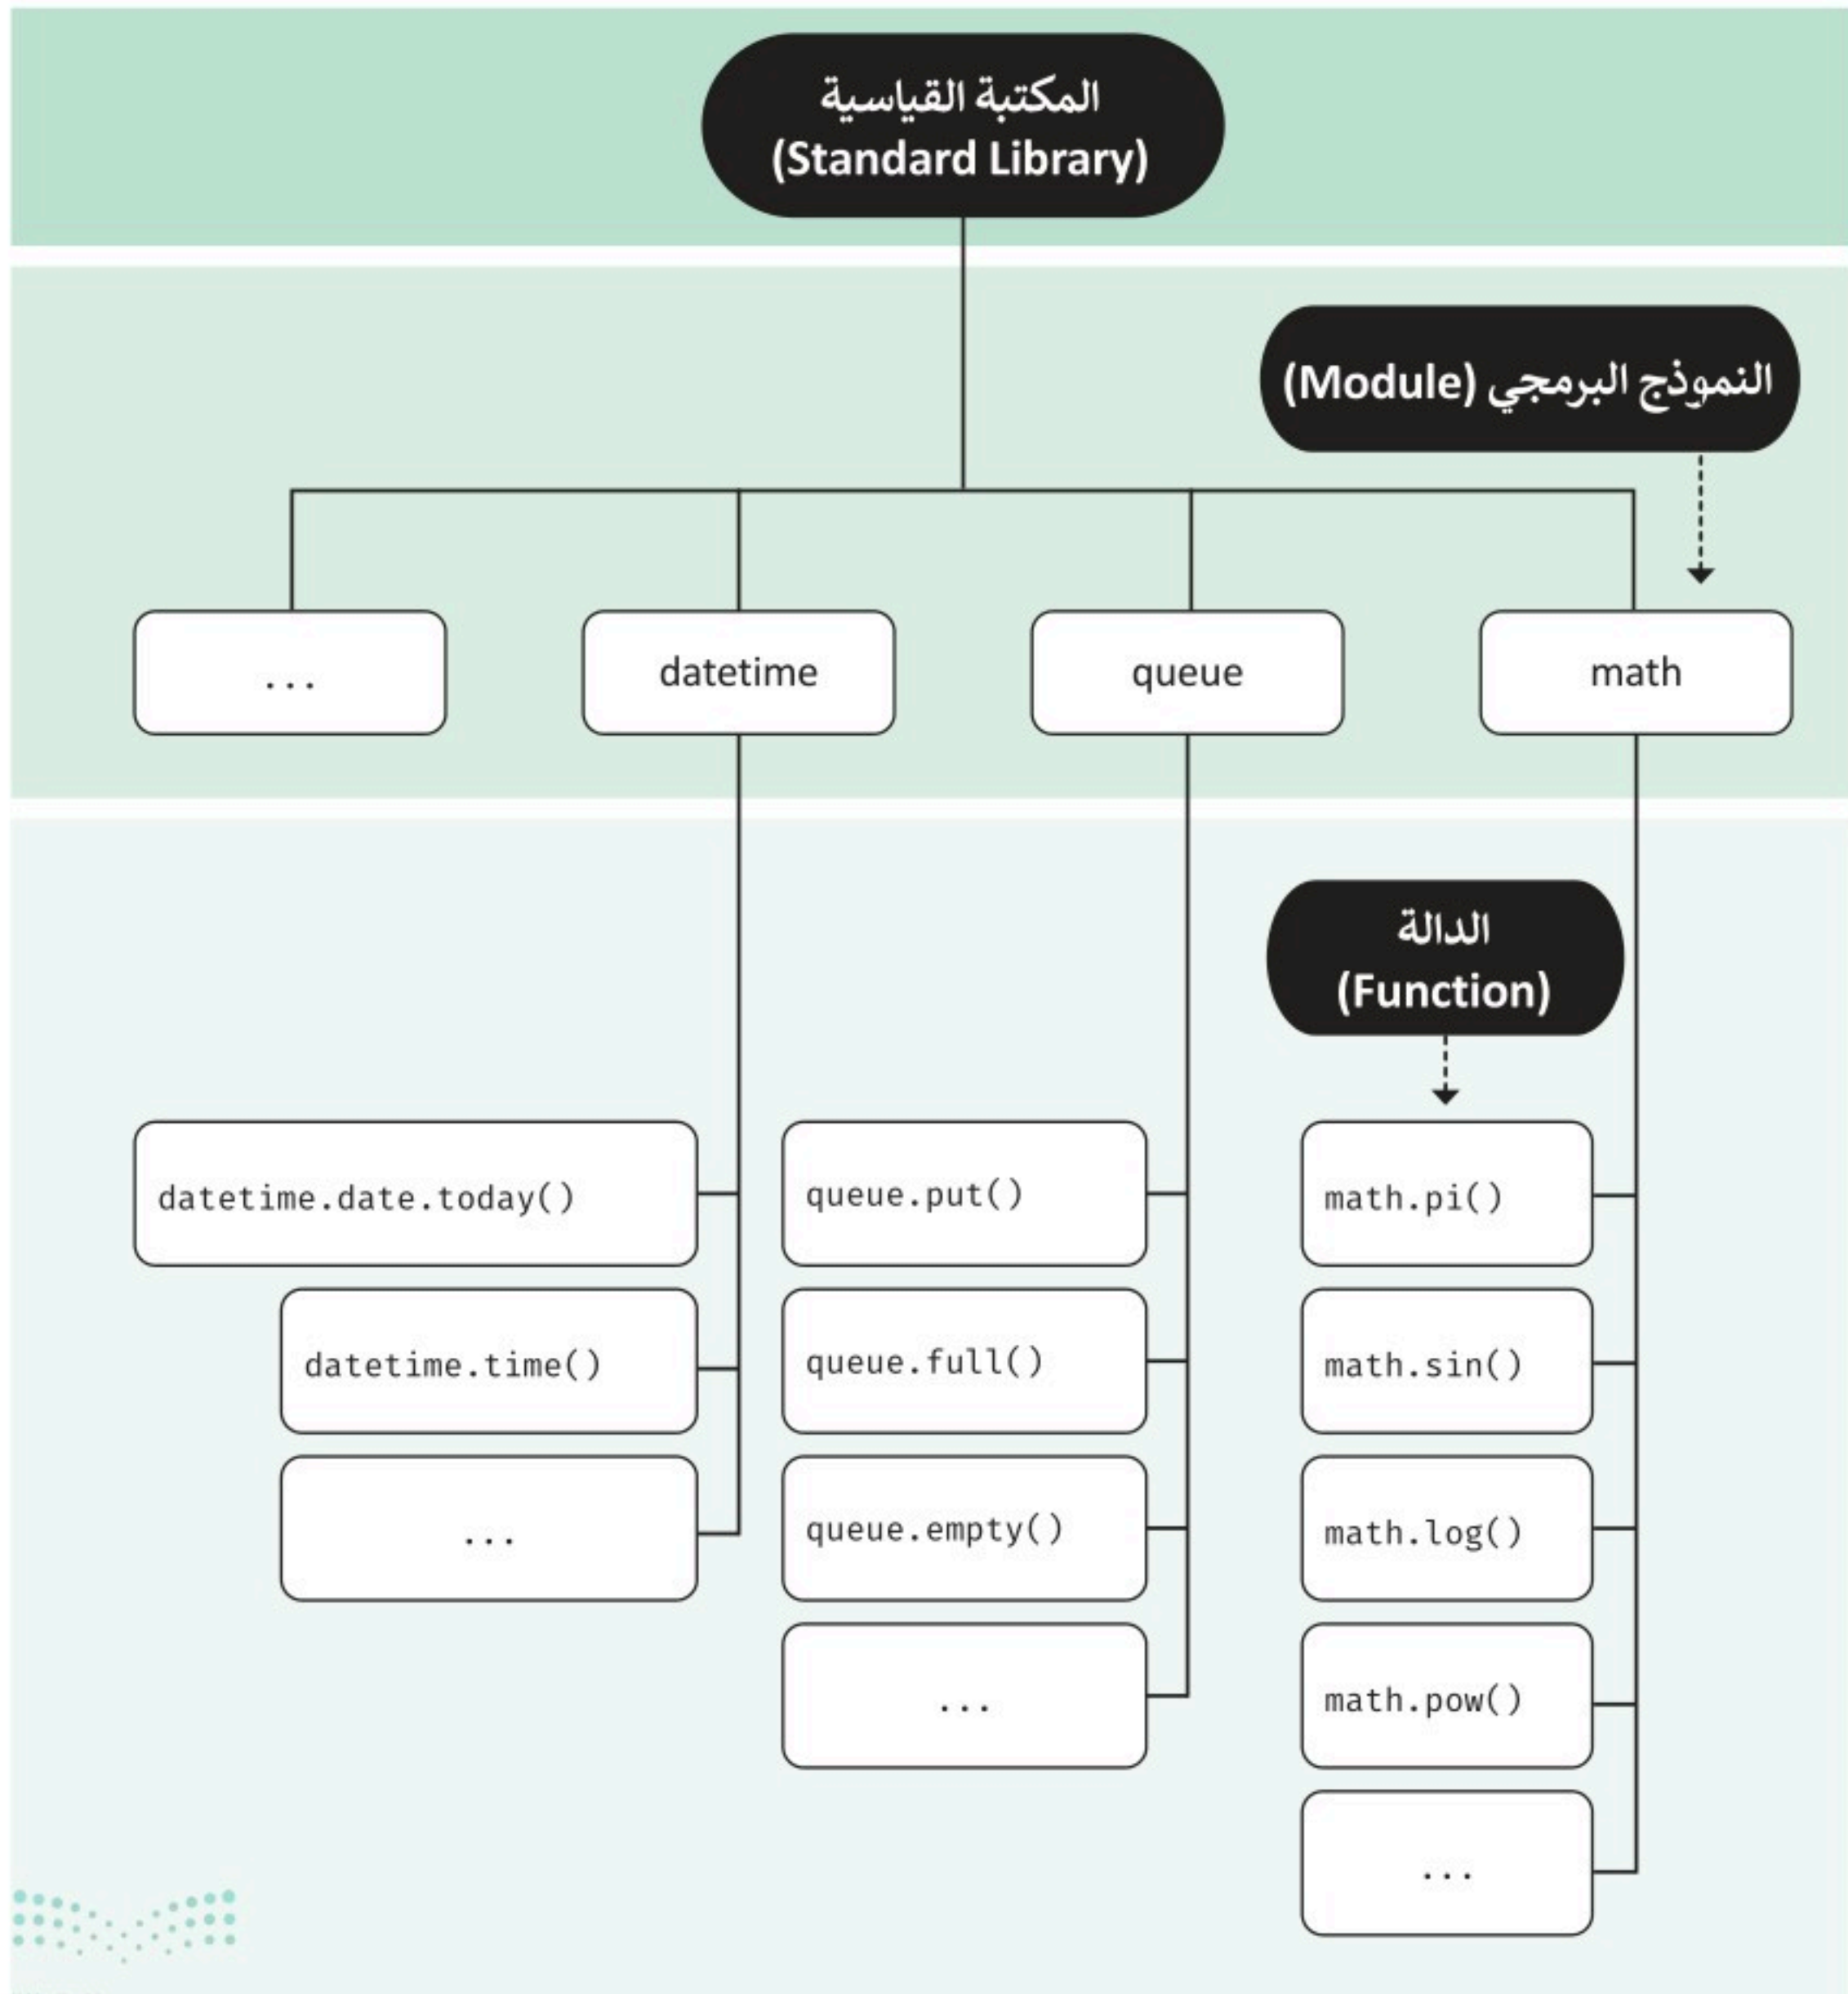 المكتبة القياسية
(Standard Library)
النموذج البرمجي (Module)
math
queue
datetime
...
الدالة
(Function)
math.pi()
math.sin()
math.log()
math.pow()
...
queue.put()
queue.full()
queue.empty()
...
datetime.date.today()
datetime.time()
...